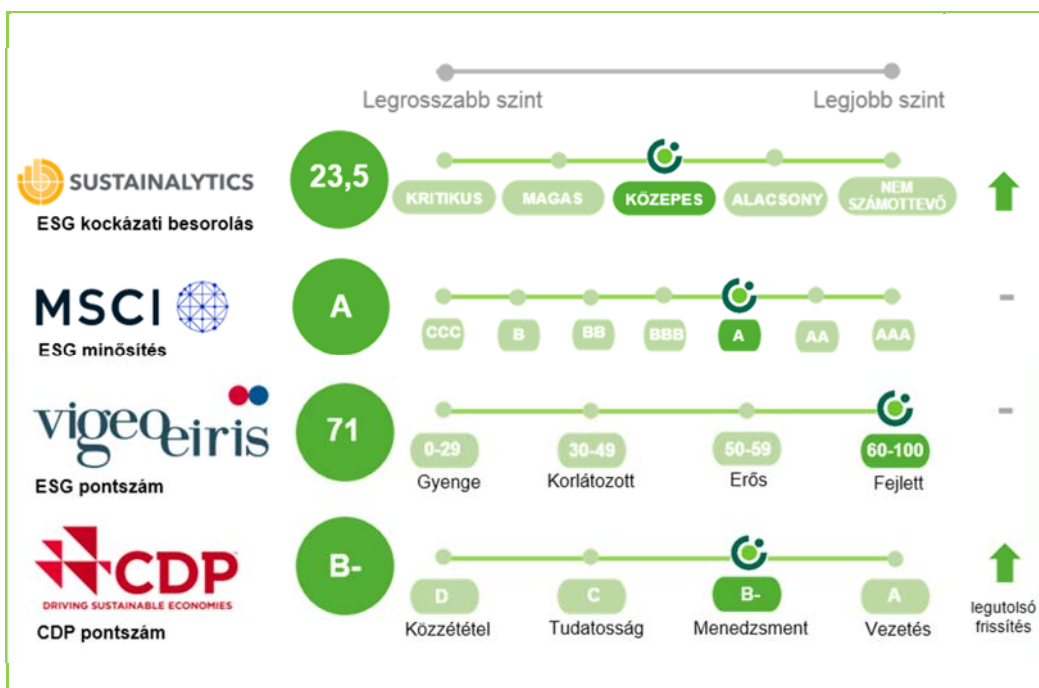 Legrosszabb szint Legjobb szint
SUSTAINALYTICS
ESG kockázati besorolás
23,5
KRITIKUS MAGAS KÖZEPES ALACSONY NEM SZÁMOTTEVŐ
MSCI
ESG minősítés
A
CCC B BB BBB A AA AAA
-
vigeoeiris
ESG pontszám
71
0-29 30-49 50-59 60-100
Gyenge Korlátozott Erős Fejlett
-
CDP
DRIVING SUSTAINABLE ECONOMIES
CDP pontszám
B-
D C B- A
Közzététel Tudatosság Menedzsment Vezetés
legutolsó
frissítés